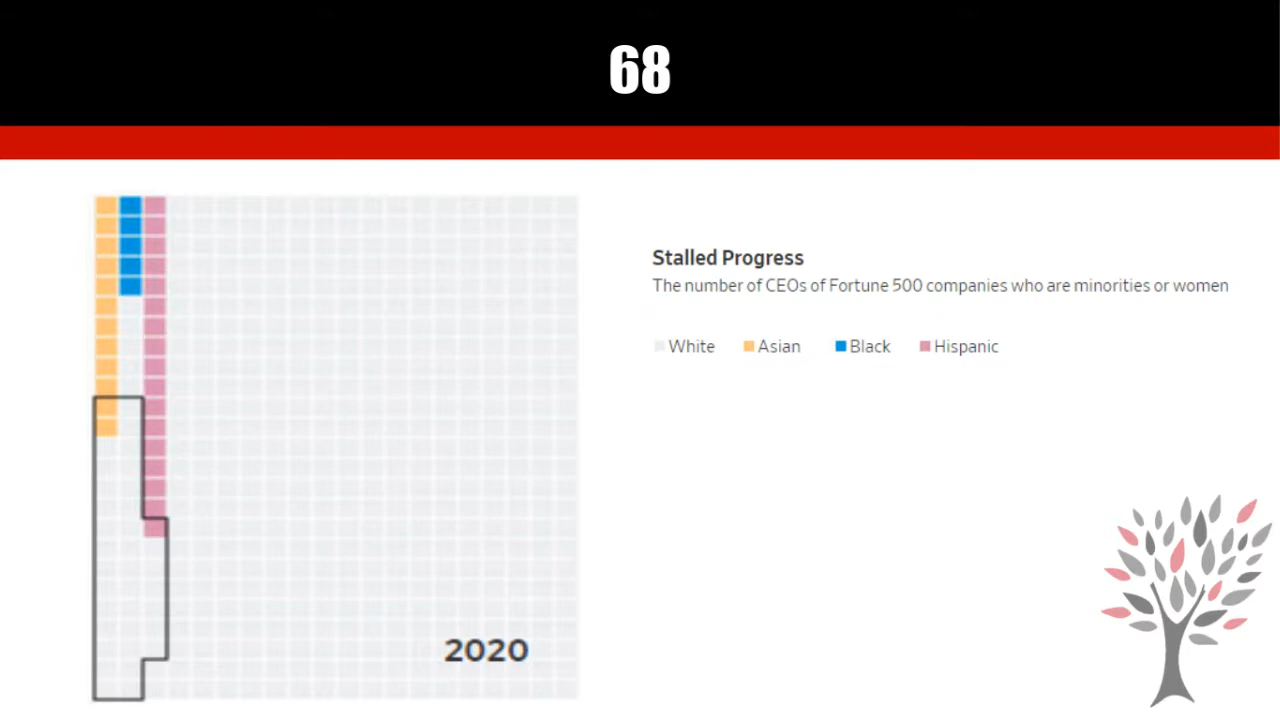 68
Stalled Progress
The number of CEOs of Fortune 500 companies who are minorities or women
White Asian Black Hispanic
2020